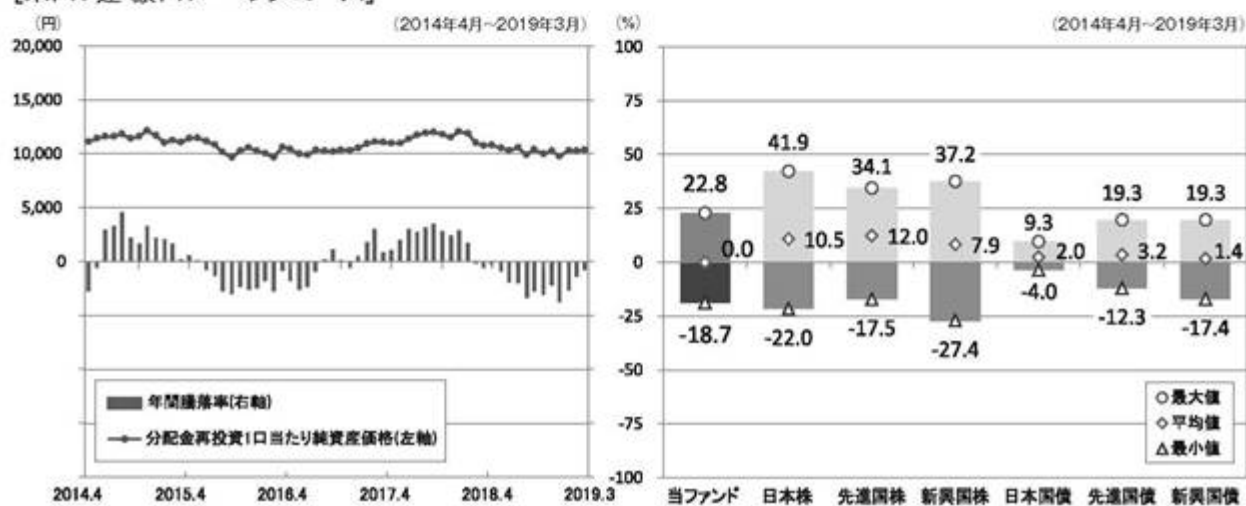 (円)
(2014年4月~2019年3月)
20,000
15,000
10,000
5,000
0
年間騰落率(右軸)
分配金再投資1口当たり純資産価格(左軸)
2014.4 2015.4 2016.4 2017.4 2018.4 2019.3
(%)
(2014年4月~2019年3月)
100
75
50
25
0
-25
-50
-75
-100
22.8 41.9 34.1 37.2 9.3 19.3 19.3
0.0 10.5 12.0 7.9 2.0 3.2 1.4
-18.7 -22.0 -17.5 -27.4 -4.0 -12.3 -17.4
○最大値
◇平均値
△最小値
当ファンド 日本株 先進国株 新興国株 日本国債 先進国債 新興国債